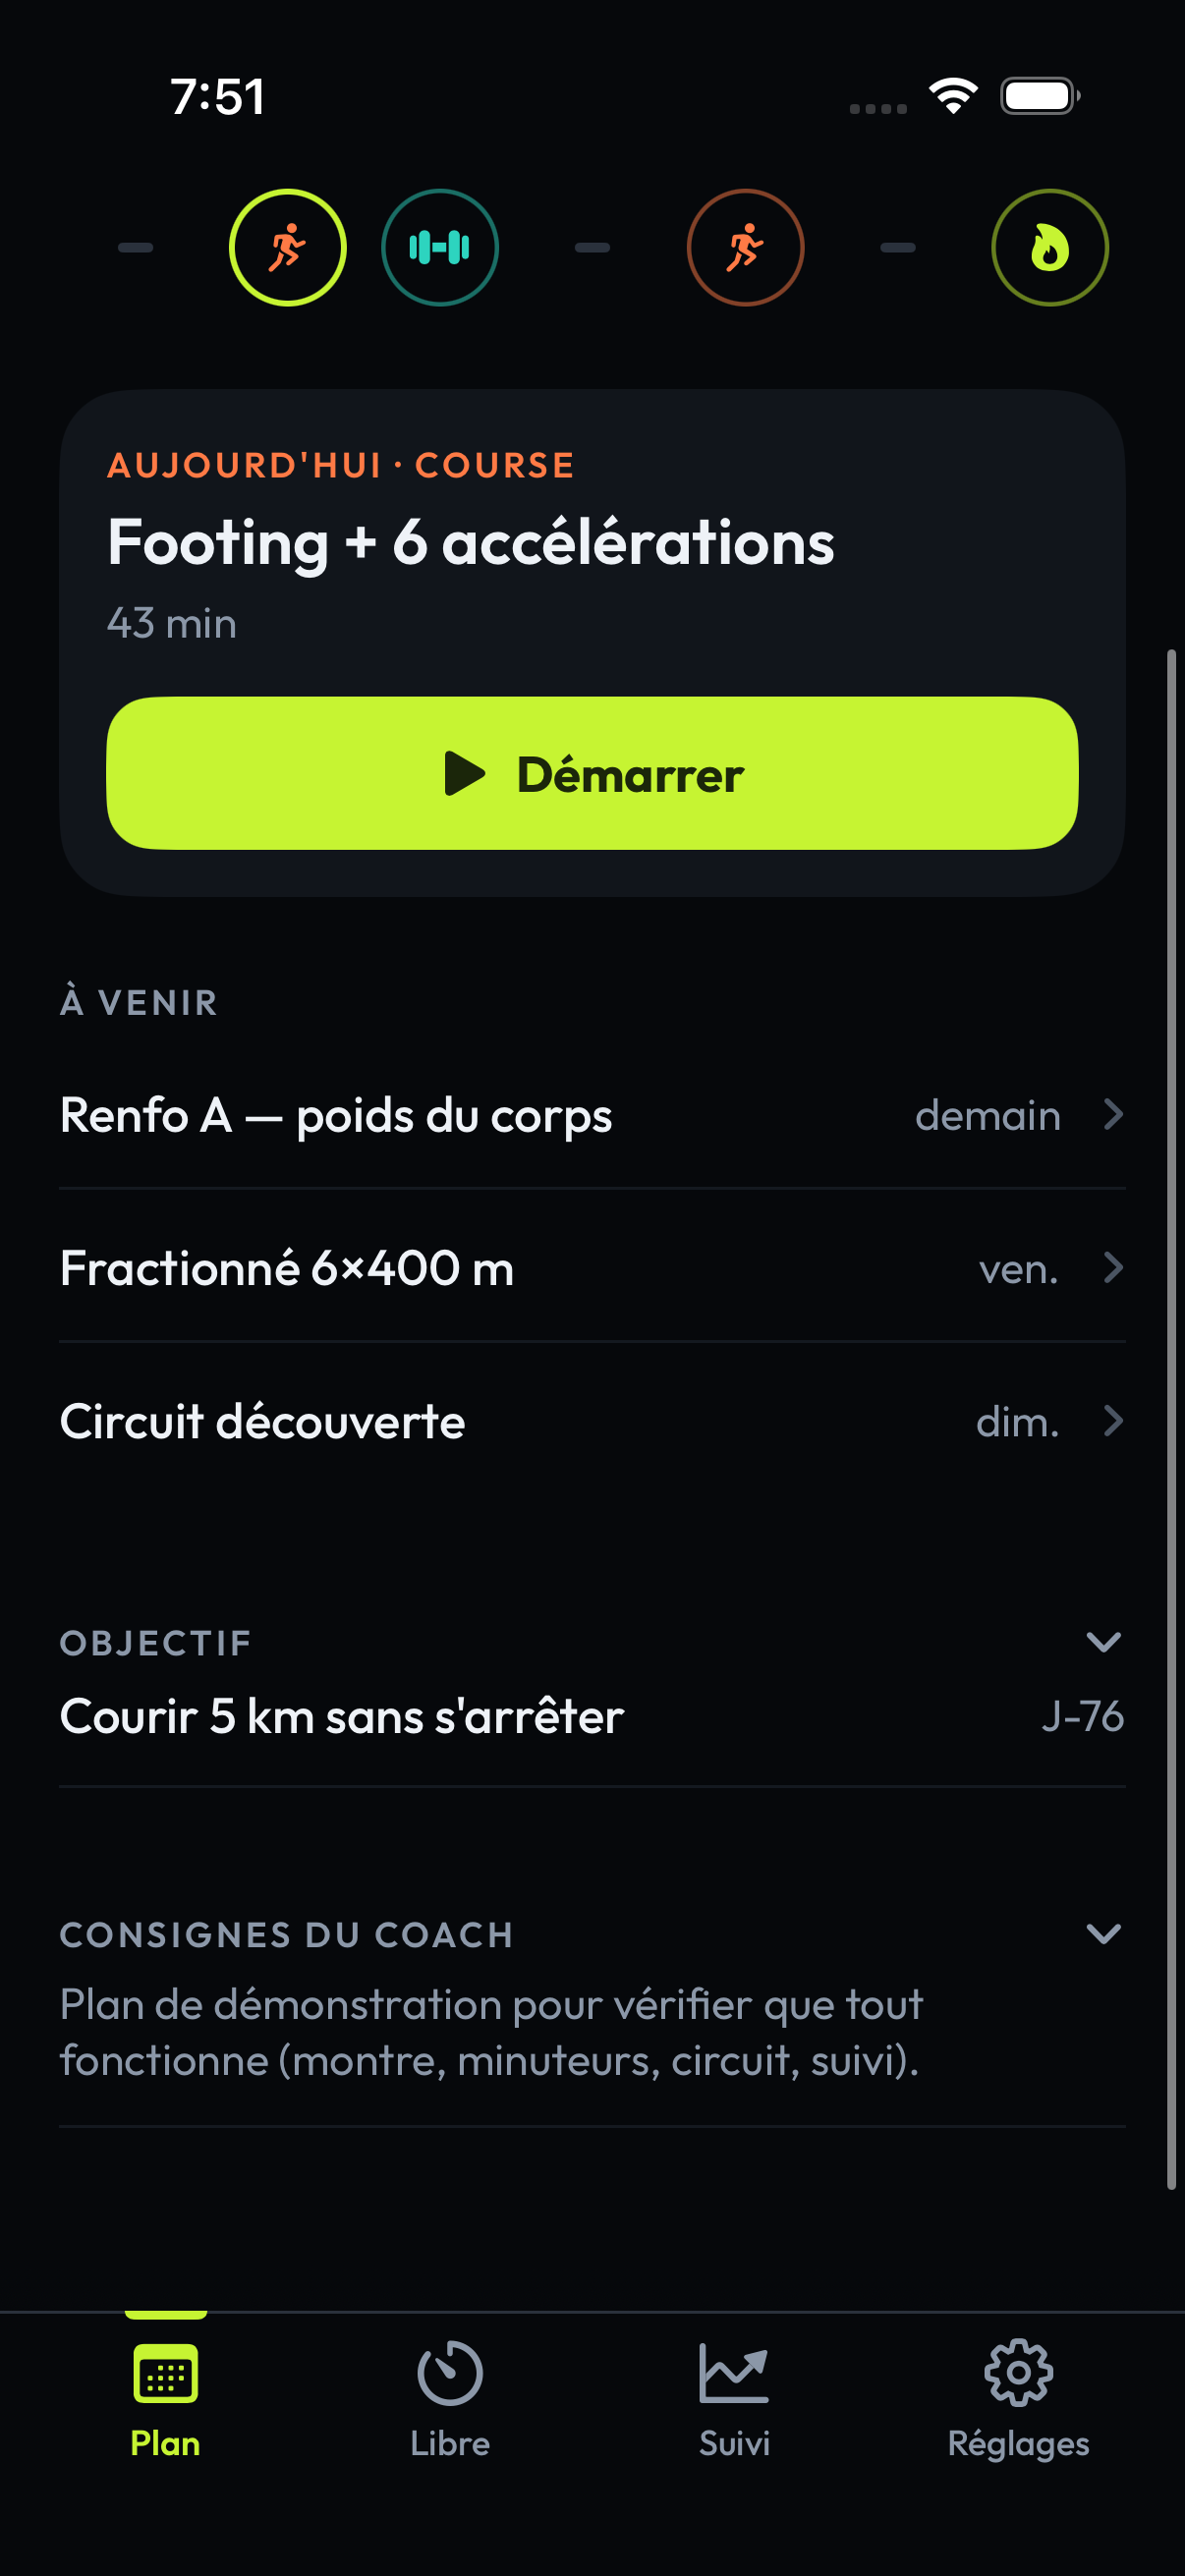 7:51
AUJOURD'HUI · COURSE
Footing + 6 accélérations
43 min
Démarrer
À VENIR
Renfo A — poids du corps demain
Fractionné 6×400 m ven.
Circuit découverte dim.
OBJECTIF
Courir 5 km sans s'arrêter J-76
CONSIGNES DU COACH
Plan de démonstration pour vérifier que tout
fonctionne (montre, minuteurs, circuit, suivi).
Plan Libre Suivi Réglages